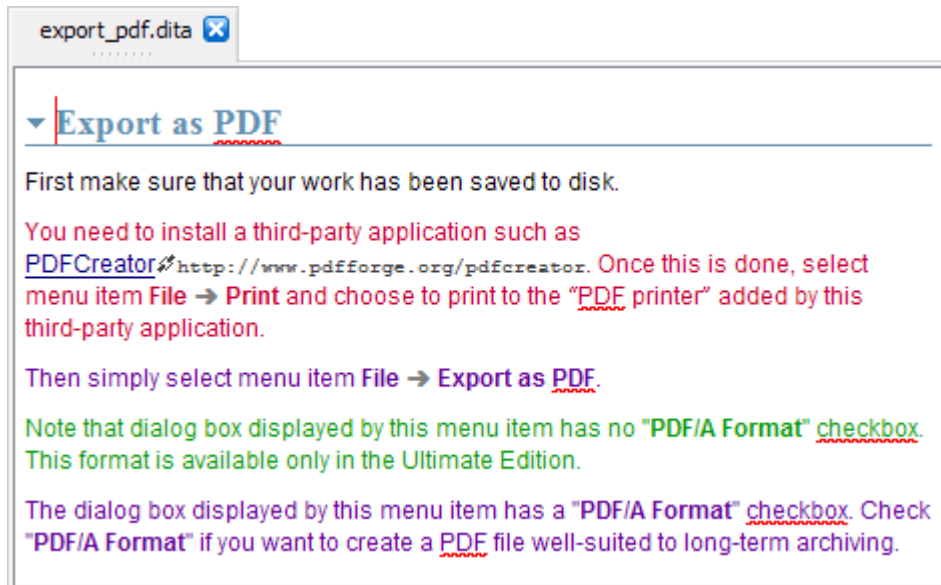 export_pdf.dita
Export as PDF
First make sure that your work has been saved to disk.
You need to install a third-party application such as
PDFCreator http://www.pdfforge.org/pdfcreator. Once this is done, select
menu item File ➔ Print and choose to print to the “PDF printer” added by this
third-party application.
Then simply select menu item File ➔ Export as PDF.
Note that dialog box displayed by this menu item has no "PDF/A Format" checkbox.
This format is available only in the Ultimate Edition.
The dialog box displayed by this menu item has a "PDF/A Format" checkbox. Check
"PDF/A Format" if you want to create a PDF file well-suited to long-term archiving.